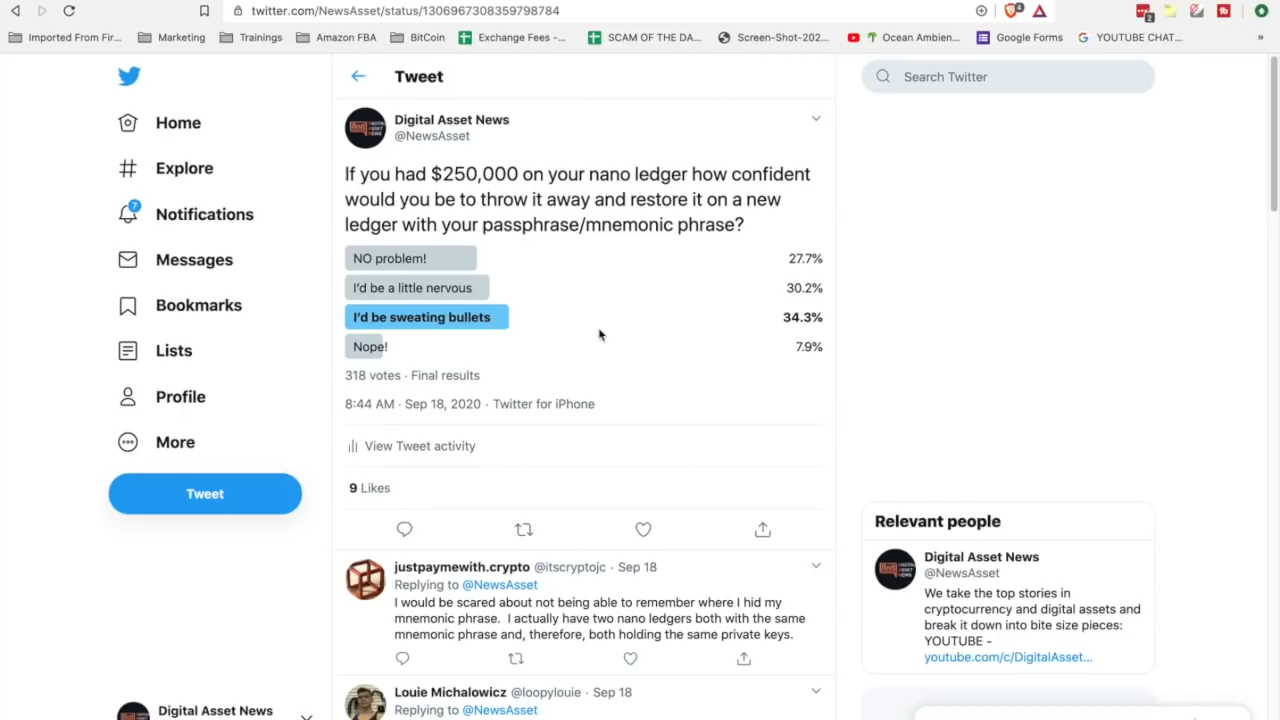 twitter.com/NewsAsset/status/1306967308359798784
4
2
Imported From Fir...
Marketing
Trainings
Amazon FBA
BitCoin
Exchange Fees -...
SCAM OF THE DA...
Screen-Shot-202...
Ocean Ambien...
Google Forms
YOUTUBE CHAT...
»
Home
Explore
7
Notifications
Messages
Bookmarks
Lists
Profile
More
Tweet
Digital Asset News
Tweet
Digital Asset News
@NewsAsset
If you had $250,000 on your nano ledger how confident
would you be to throw it away and restore it on a new
ledger with your passphrase/mnemonic phrase?
NO problem! 27.7%
I'd be a little nervous 30.2%
I'd be sweating bullets 34.3%
Nope! 7.9%
318 votes · Final results
8:44 AM · Sep 18, 2020 · Twitter for iPhone
View Tweet activity
9 Likes
justpaymewith.crypto @itscryptojc · Sep 18
Replying to @NewsAsset
I would be scared about not being able to remember where I hid my
mnemonic phrase. I actually have two nano ledgers both with the same
mnemonic phrase and, therefore, both holding the same private keys.
Louie Michalowicz @loopylouie · Sep 18
Replying to @NewsAsset
Search Twitter
Relevant people
Digital Asset News
@NewsAsset
We take the top stories in
cryptocurrency and digital assets and
break it down into bite size pieces:
YOUTUBE -
youtube.com/c/DigitalAsset...